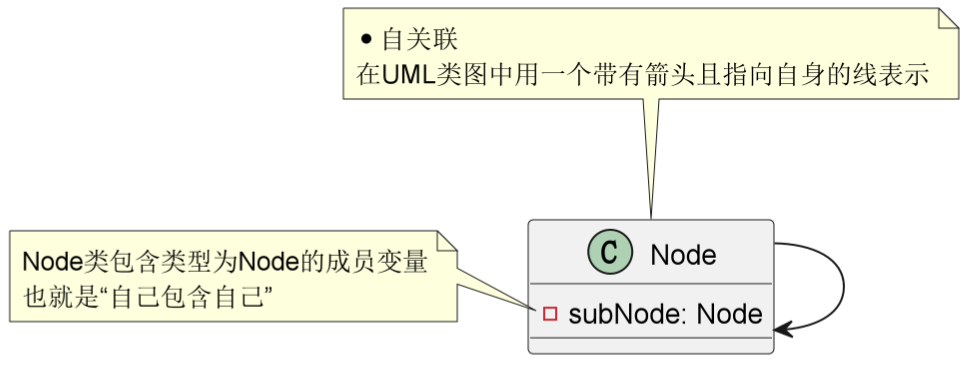 • 自关联
在UML类图中用一个带有箭头且指向自身的线表示
C Node
Node类包含类型为Node的成员变量
也就是“自己包含自己”
subNode: Node